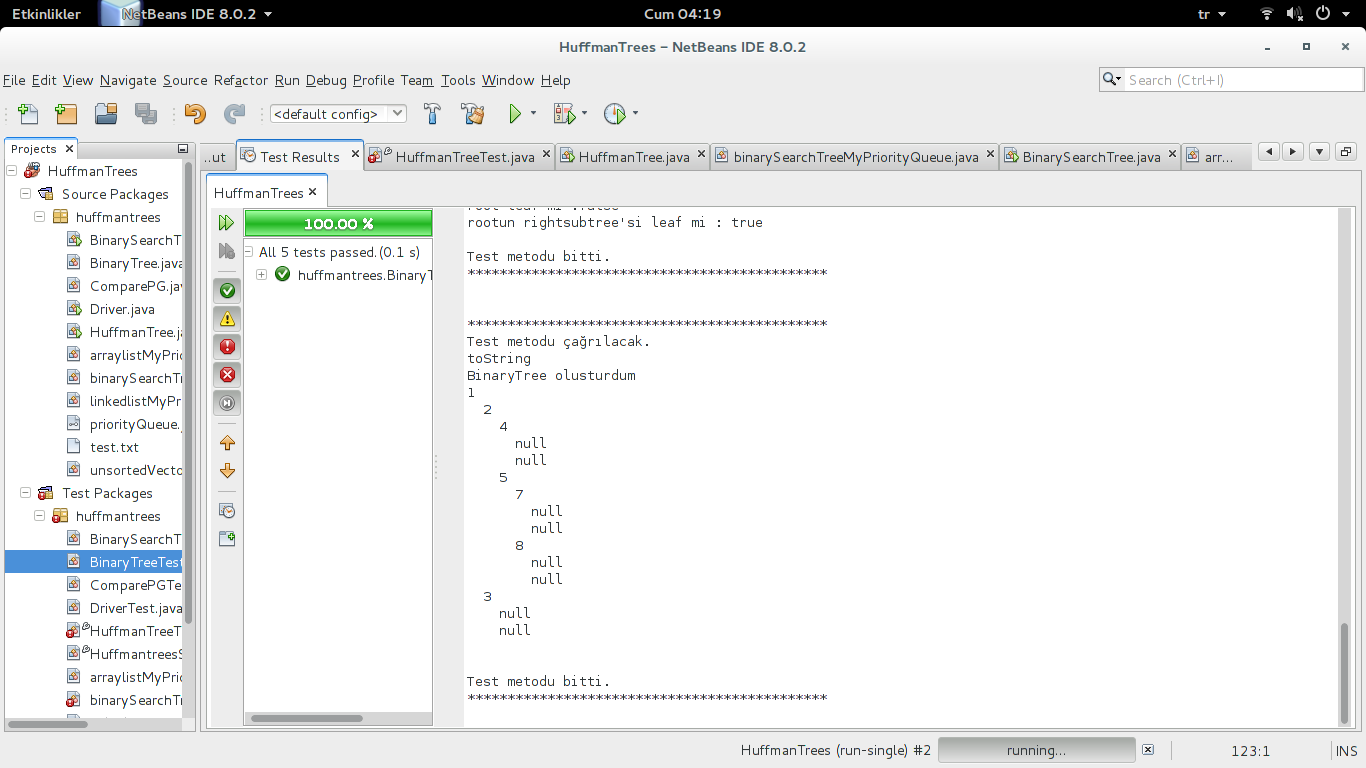 Etkinlikler NetBeans IDE 8.0.2 Cum 04:19 tr
HuffmanTrees – NetBeans IDE 8.0.2
File Edit View Navigate Source Refactor Run Debug Profile Team Tools Window Help
Search (Ctrl+I)
<default config>
Projects
HuffmanTrees
Source Packages
huffmantrees
BinarySearchT
BinaryTree.java
ComparePG.jav
Driver.java
HuffmanTree.ja
arraylistMyPrio
binarySearchTr
linkedlistMyPr
priorityQueue.
test.txt
unsortedVecto
Test Packages
huffmantrees
BinarySearchT
BinaryTreeTest
ComparePGTe
DriverTest.java
HuffmanTreeT
HuffmantreesS
arraylistMyPrio
binarySearchTr
..ut Test Results HuffmanTreeTest.java HuffmanTree.java binarySearchTreeMyPriorityQueue.java BinarySearchTree.java arr...
HuffmanTrees
100.00 %
All 5 tests passed.(0.1 s)
huffmantrees.BinaryT
root leaf mi :false
rootun rightsubtree'si leaf mi : true
Test metodu bitti.
*********************************************
*********************************************
Test metodu çağrılacak.
toString
BinaryTree olusturdum
1
2
4
null
null
5
7
null
null
8
null
null
3
null
null
Test metodu bitti.
*********************************************
HuffmanTrees (run-single) #2 running... 123:1 INS